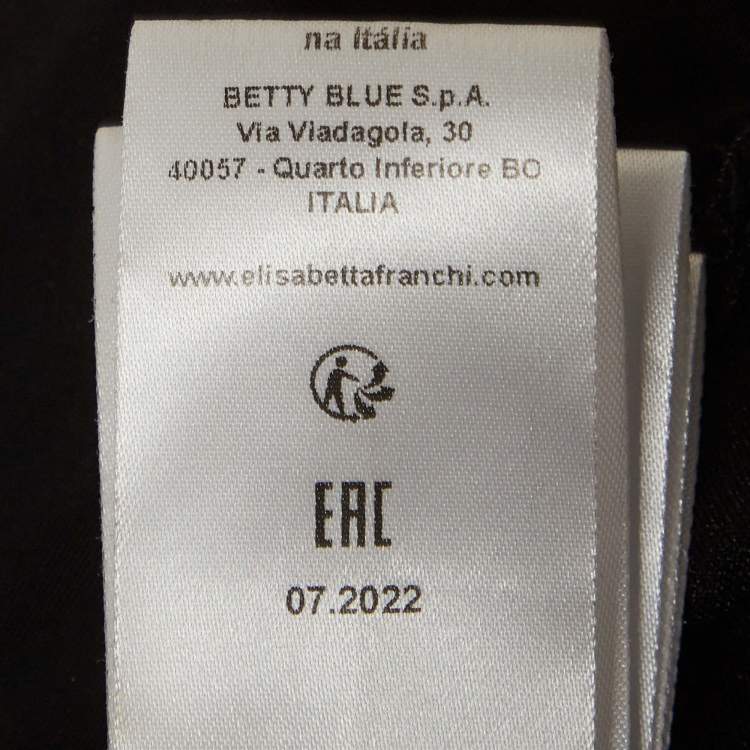 na Itália
BETTY BLUE S.p.A.
Via Viadagola, 30
40057 - Quarto Inferiore BO
ITALIA
www.elisabettafranchi.com
EAC
07.2022